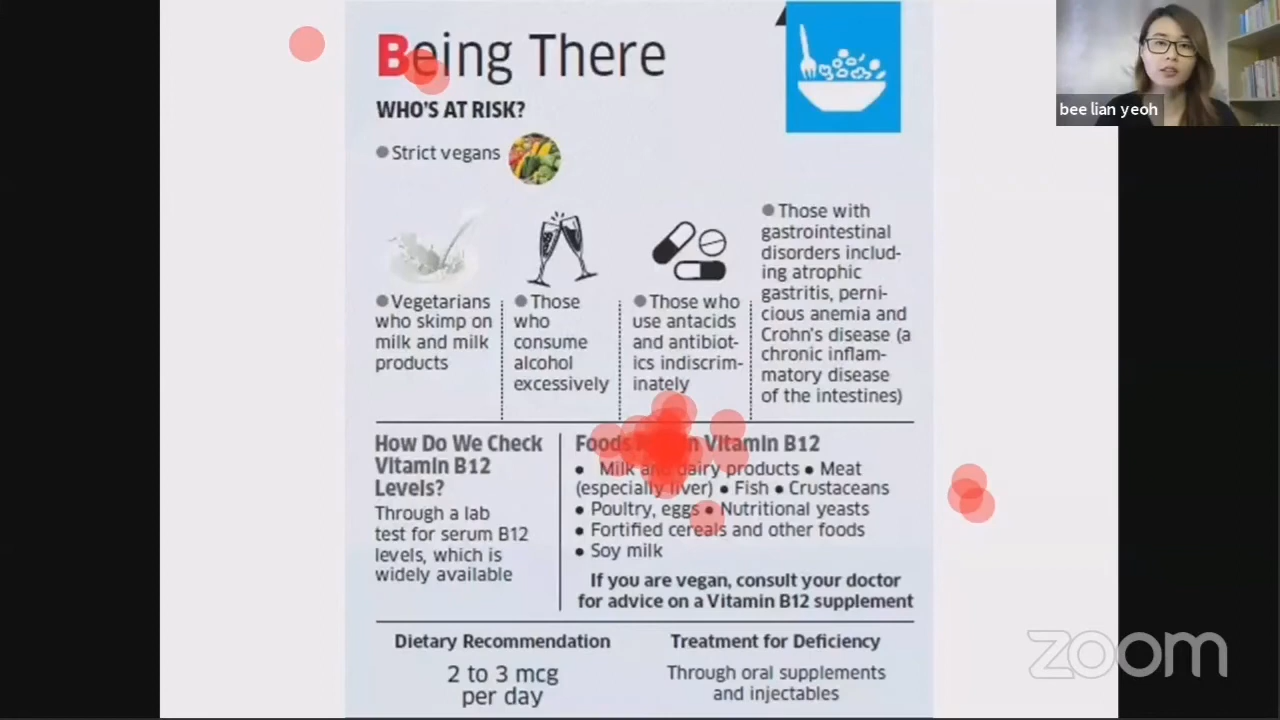 Being There
WHO'S AT RISK?
Strict vegans
Vegetarians
who skimp on
milk and milk
products
Those
who
consume
alcohol
excessively
Those who
use antacids
and antibiot-
ics indiscrim-
inately
Those with
gastrointestinal
disorders includ-
ing atrophic
gastritis, perni-
cious anemia and
Crohn's disease (a
chronic inflam-
matory disease
of the intestines)
How Do We Check
Vitamin B12
Levels?
Through a lab
test for serum B12
levels, which is
widely available
Foods Vitamin B12
• Milk and dairy products • Meat
(especially liver) • Fish • Crustaceans
• Poultry, eggs • Nutritional yeasts
• Fortified cereals and other foods
• Soy milk
If you are vegan, consult your doctor
for advice on a Vitamin B12 supplement
Dietary Recommendation
2 to 3 mcg
per day
Treatment for Deficiency
Through oral supplements
and injectables
bee lian yeoh
zoom